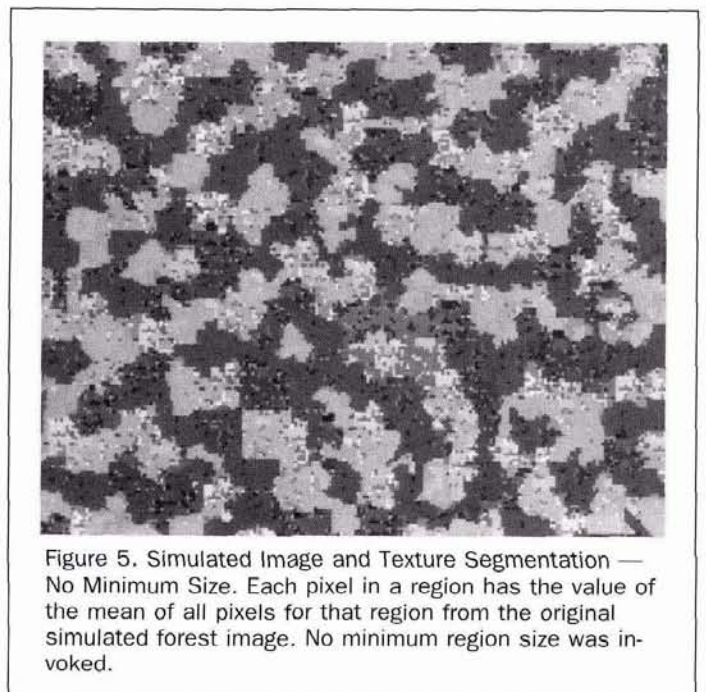 Figure 5. Simulated Image and Texture Segmentation —
No Minimum Size. Each pixel in a region has the value of
the mean of all pixels for that region from the original
simulated forest image. No minimum region size was in-
voked.